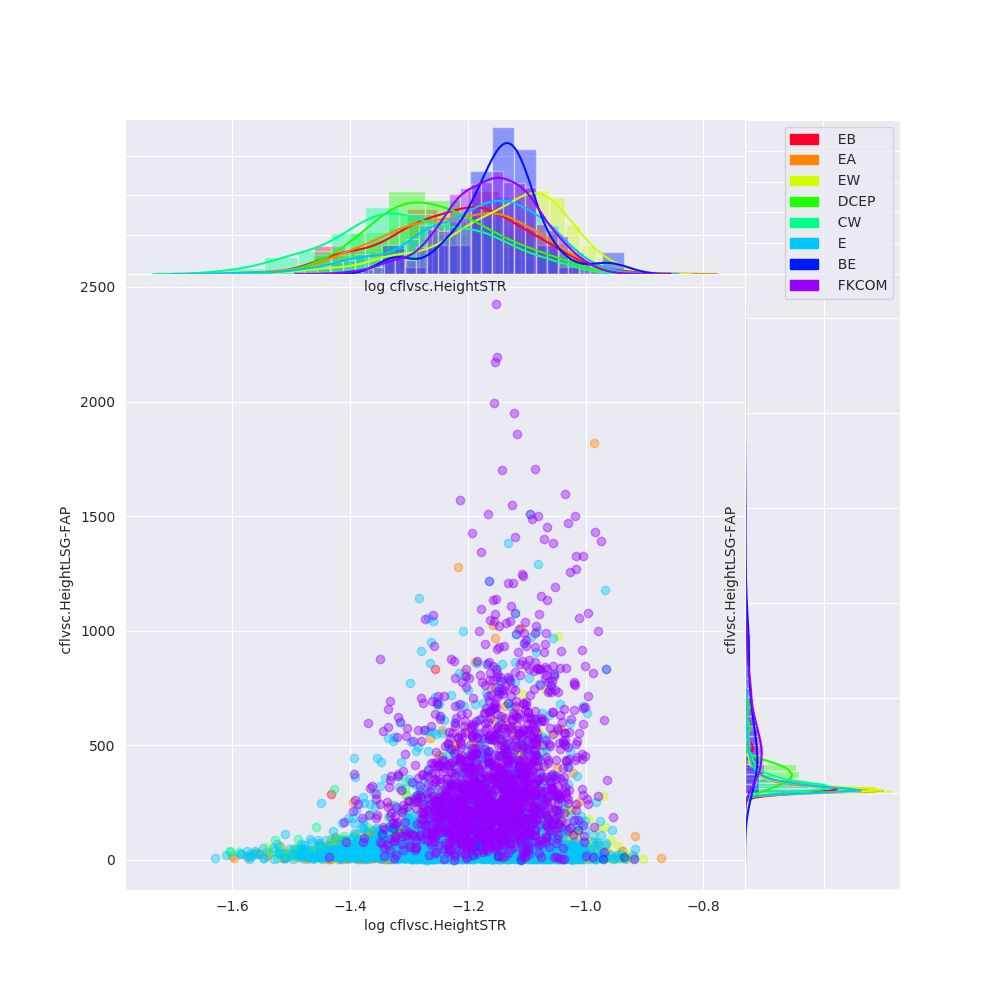 EB
EA
EW
DCEP
CW
E
BE
FKCOM
log cflvsc.HeightSTR
2500
2000
1500
1000
500
0
cflvsc.HeightLSG-FAP
cflvsc.HeightLSG-FAP
−1.6
−1.4
−1.2
−1.0
−0.8
log cflvsc.HeightSTR